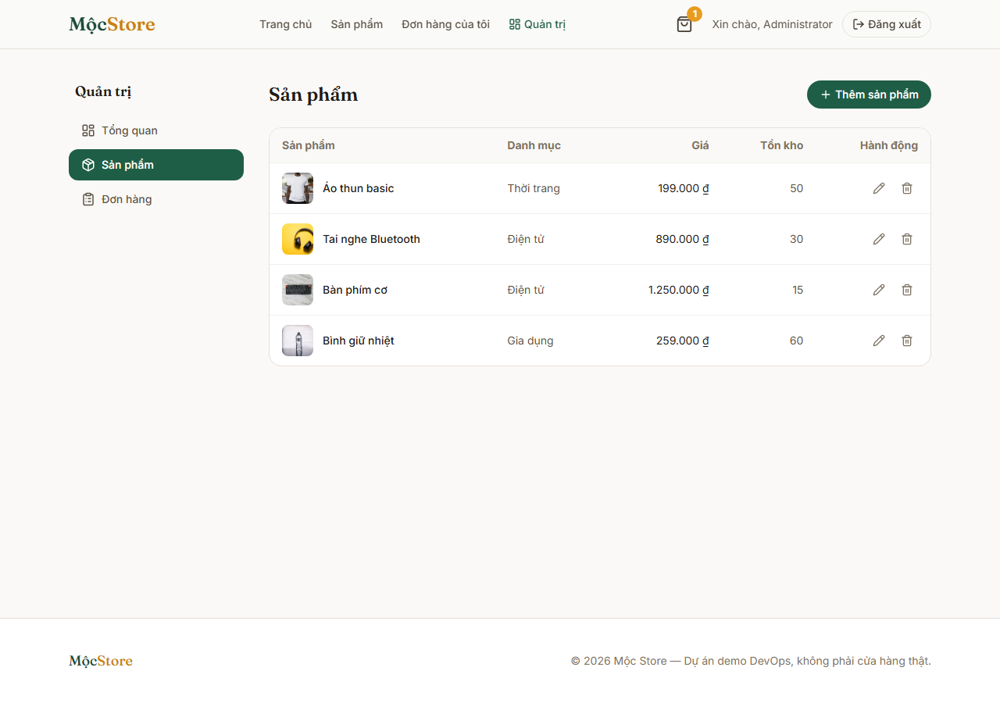 MộcStore
Trang chủ Sản phẩm Đơn hàng của tôi Quản trị
1
Xin chào, Administrator
Đăng xuất
Quản trị
Tổng quan
Sản phẩm
Đơn hàng
Sản phẩm
Thêm sản phẩm
Sản phẩm Danh mục Giá Tồn kho Hành động
Áo thun basic Thời trang 199.000 ₫ 50
Tai nghe Bluetooth Điện tử 890.000 ₫ 30
Bàn phím cơ Điện tử 1.250.000 ₫ 15
Bình giữ nhiệt Gia dụng 259.000 ₫ 60
MộcStore
© 2026 Mộc Store — Dự án demo DevOps, không phải cửa hàng thật.